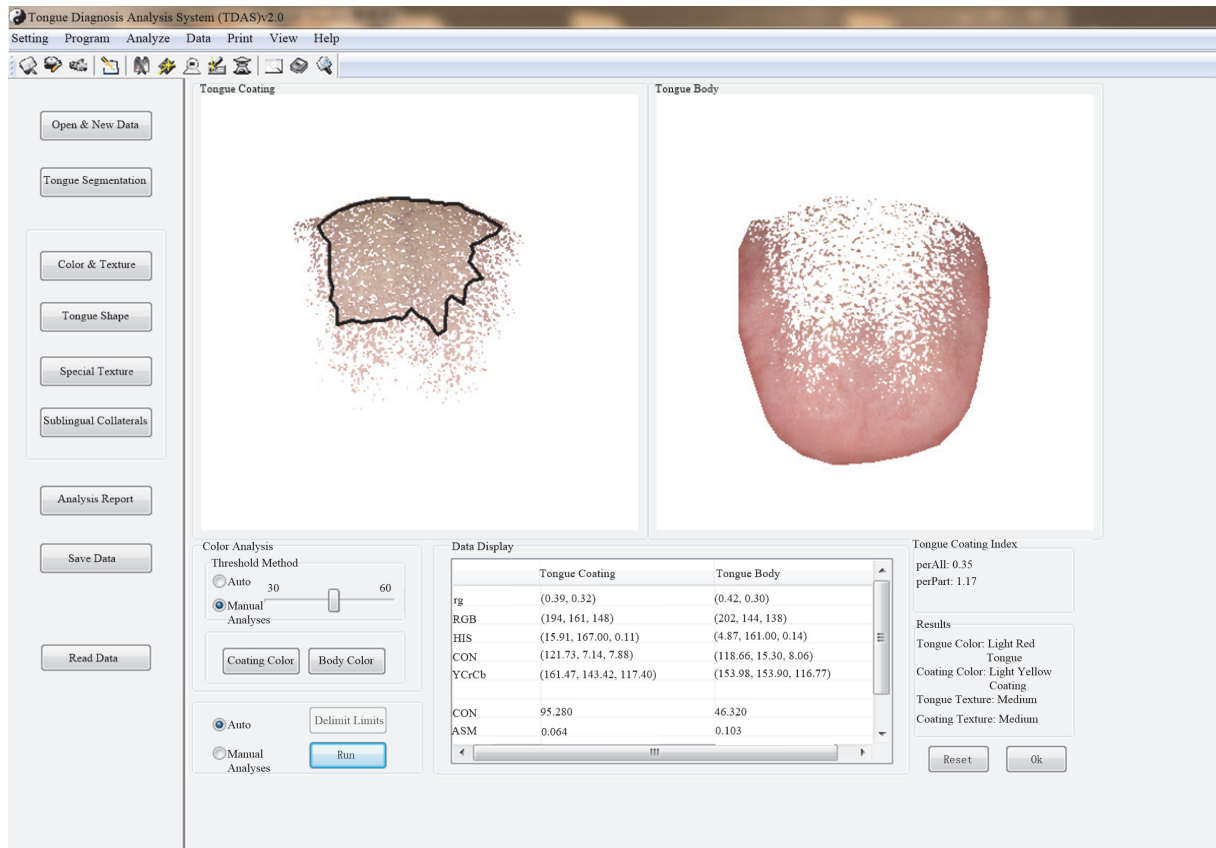 Tongue Diagnosis Analysis System (TDAS)v2.0
Setting Program Analyze Data Print View Help
Open & New Data
Tongue Segmentation
Color & Texture
Tongue Shape
Special Texture
Sublingual Collaterals
Analysis Report
Save Data
Read Data
Tongue Coating
Tongue Body
Color Analysis
Threshold Method
Auto
30 60
Manual
Analyses
Coating Color Body Color
Auto
Delimit Limits
Manual
Analyses
Run
Data Display
Tongue Coating Tongue Body
rg (0.39, 0.32) (0.42, 0.30)
RGB (194, 161, 148) (202, 144, 138)
HIS (15.91, 167.00, 0.11) (4.87, 161.00, 0.14)
CON (121.73, 7.14, 7.88) (118.66, 15.30, 8.06)
YCrCb (161.47, 143.42, 117.40) (153.98, 153.90, 116.77)
CON 95.280 46.320
ASM 0.064 0.103
Tongue Coating Index
perAll: 0.35
perPart: 1.17
Results
Tongue Color: Light Red
Tongue
Coating Color: Light Yellow
Coating
Tongue Texture: Medium
Coating Texture: Medium
Reset Ok